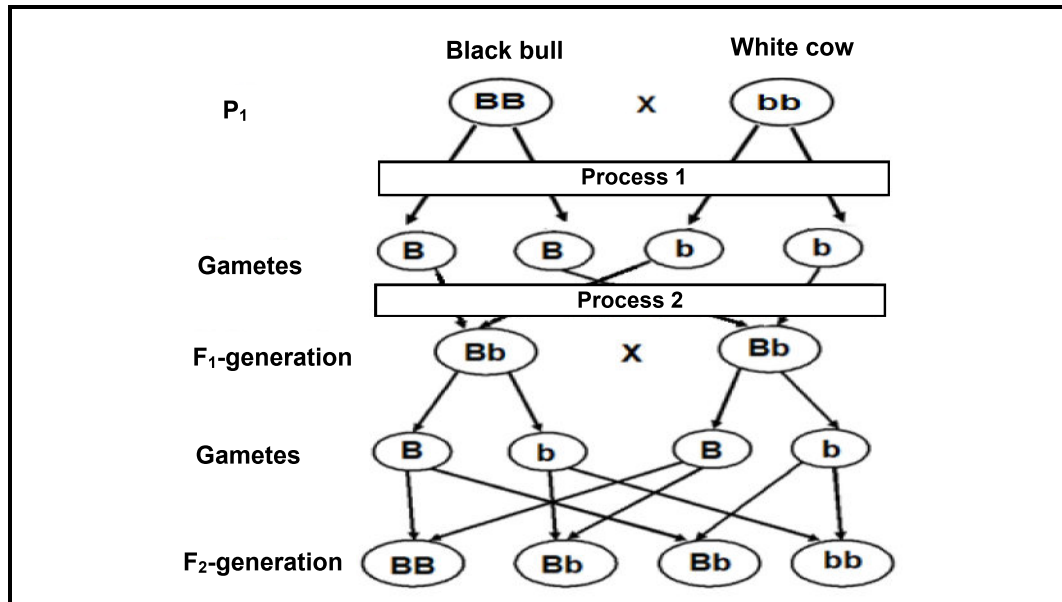 Black bull White cow
P₁ BB X bb
Process 1
Gametes B B b b
Process 2
F₁-generation Bb X Bb
Gametes B b B b
F₂-generation BB Bb Bb bb